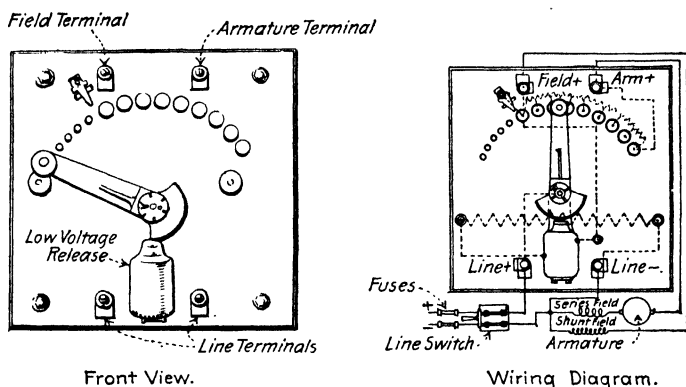 Field Terminal
Armature Terminal
Low Voltage
Release
Line Terminals
Front View.
Field+
Arm+
Line+
Line-.
Fuses
+
-
Line Switch
Series Field
Shunt Field
Armature
Wiring Diagram.